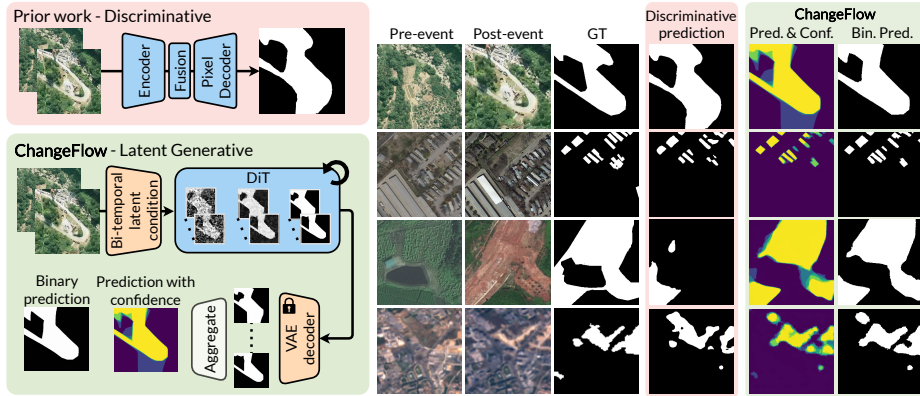 Prior work - Discriminative
Encoder
Fusion
Pixel
Decoder
ChangeFlow - Latent Generative
Bi-temporal
latent
condition
DiT
Binary
prediction
Prediction with
confidence
Aggregate
VAE
decoder
Pre-event
Post-event
GT
Discriminative
prediction
ChangeFlow
Pred. & Conf.
Bin. Pred.